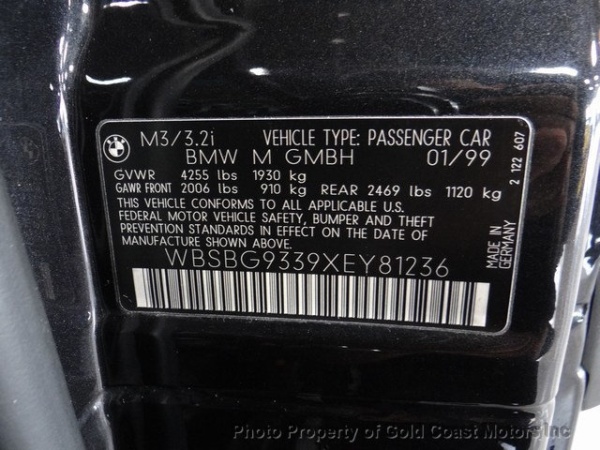 BMW
M3/3.2i VEHICLE TYPE: PASSENGER CAR
BMW M GMBH 01/99
GVWR 4255 lbs 1930 kg
GAWR FRONT 2006 lbs 910 kg REAR 2469 lbs 1120 kg
THIS VEHICLE CONFORMS TO ALL APPLICABLE U.S.
FEDERAL MOTOR VEHICLE SAFETY, BUMPER AND THEFT
PREVENTION STANDARDS IN EFFECT ON THE DATE OF
MANUFACTURE SHOWN ABOVE.
WBSBG9339XEY81236
2 122 607
MADE IN
GERMANY
Photo Property of Gold Coast Motors Inc